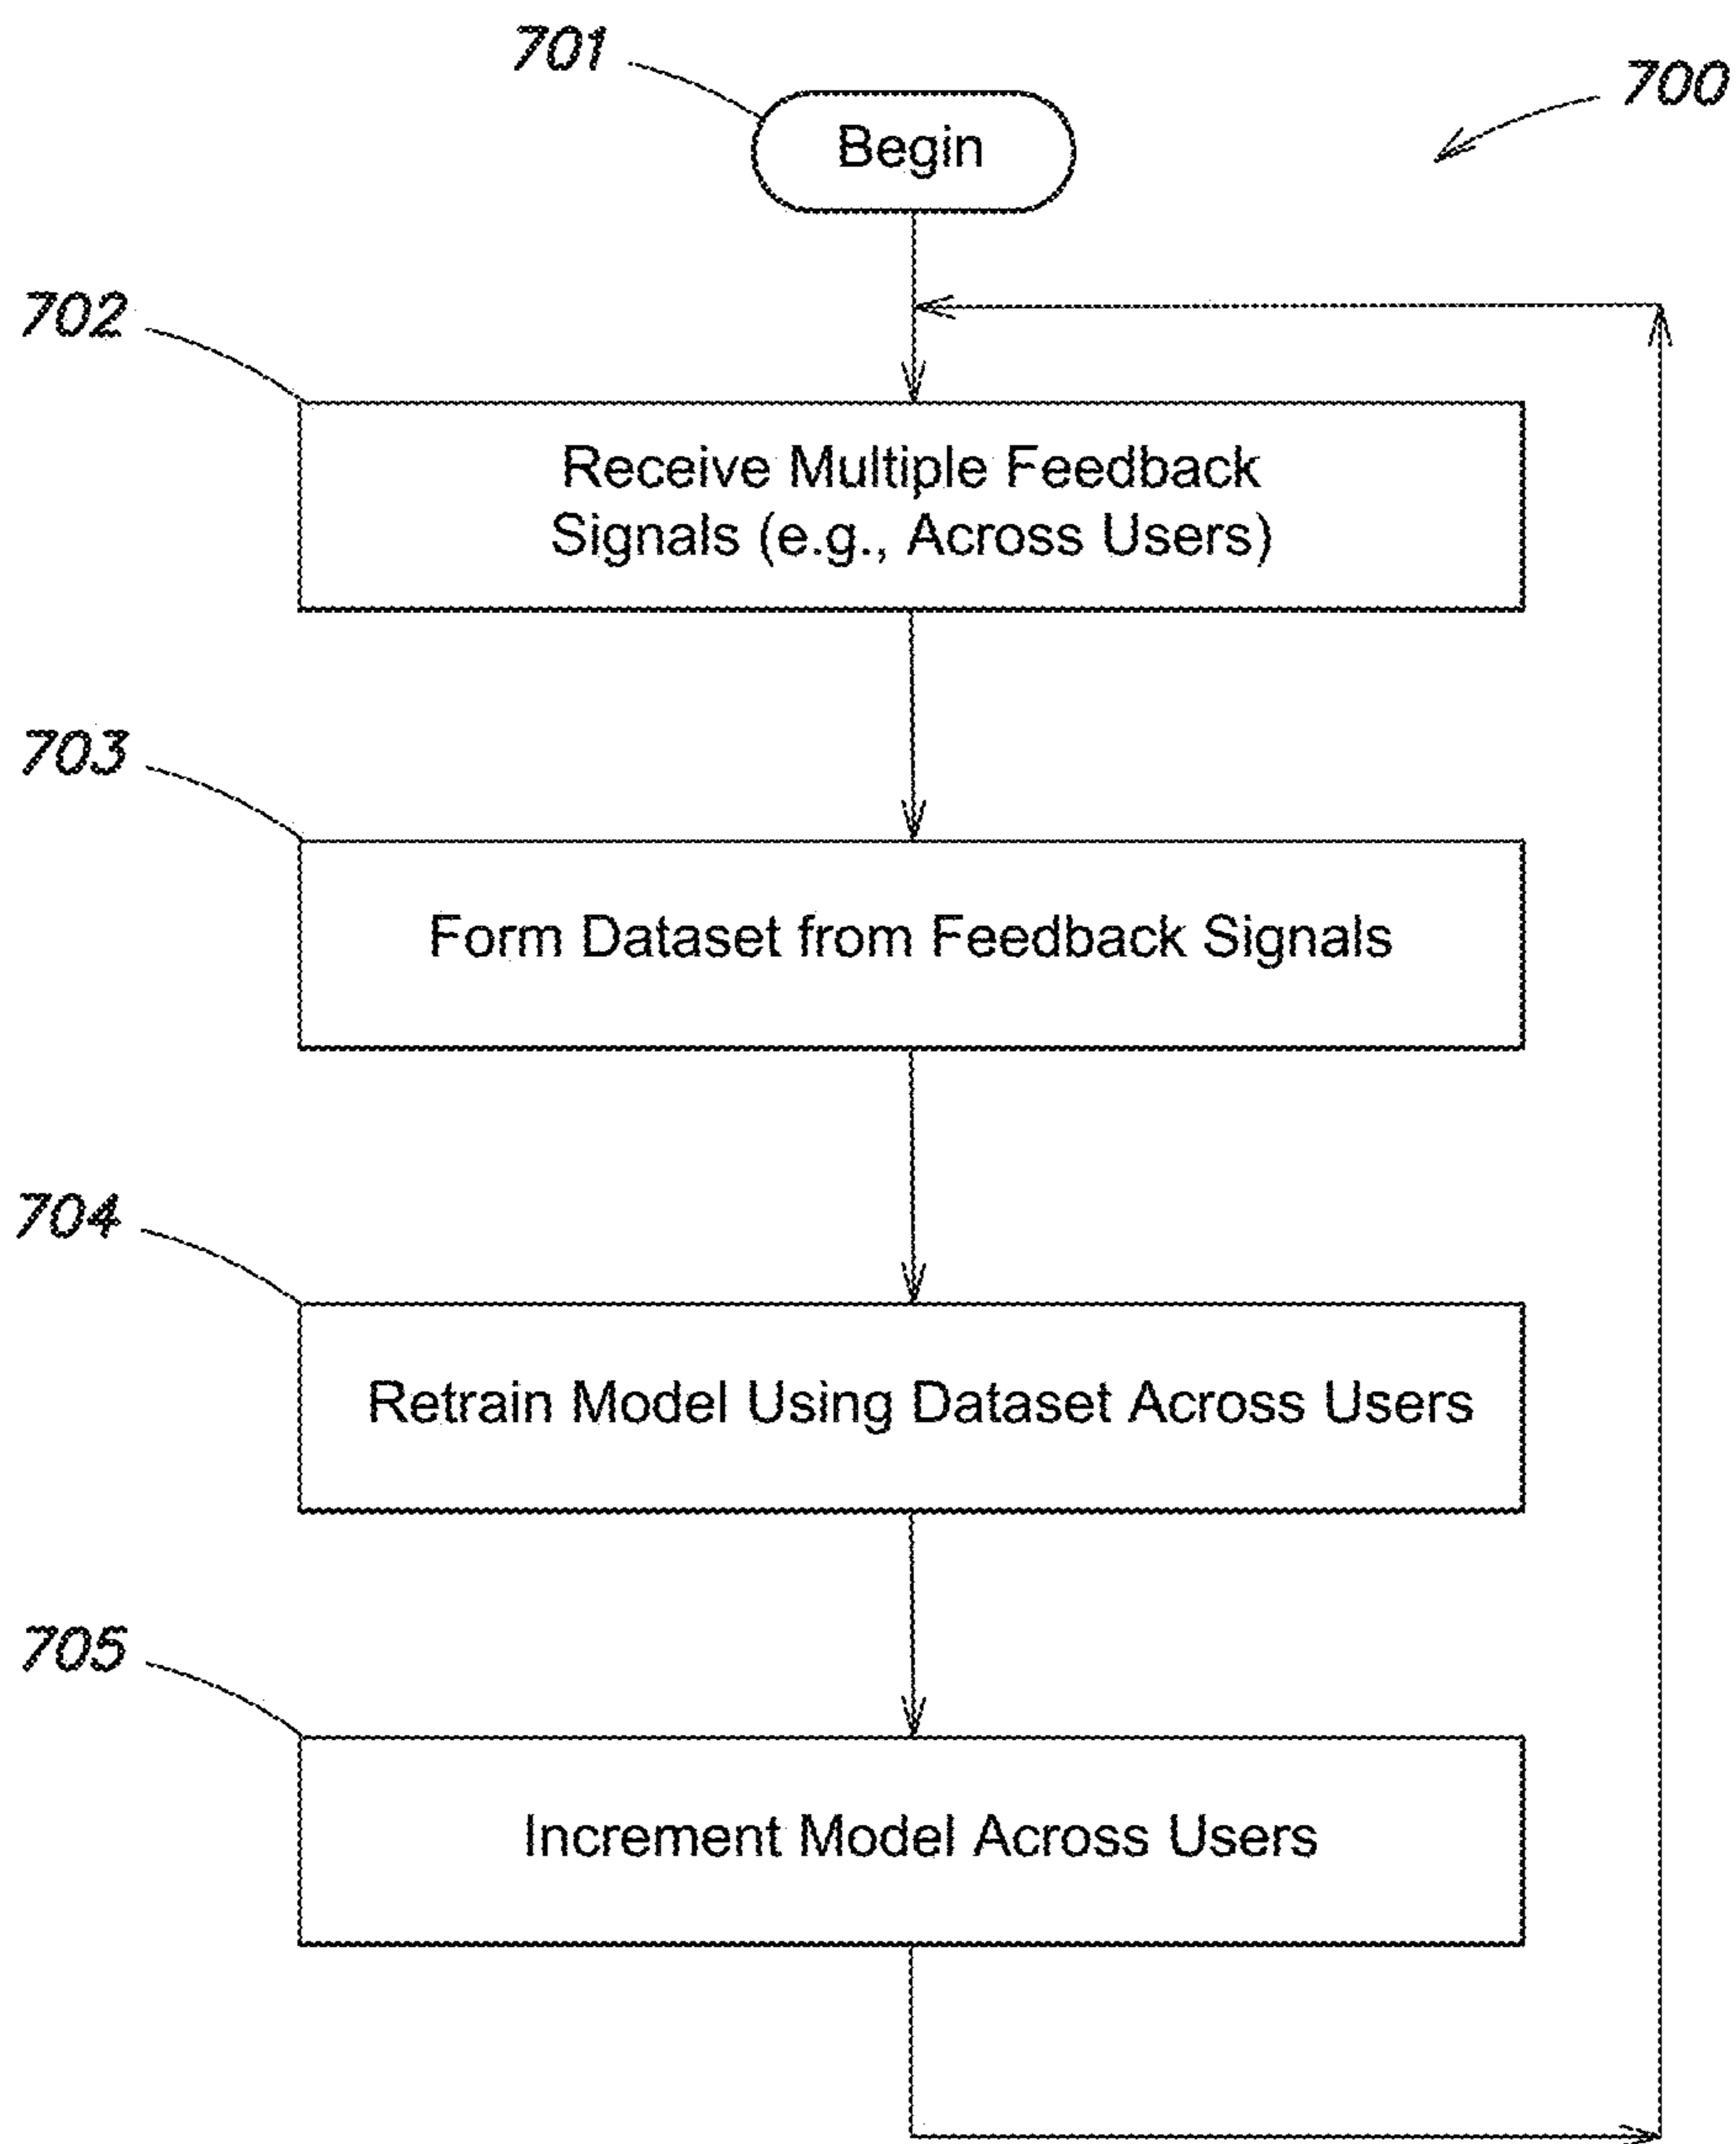 701
700
Begin
702
Receive Multiple Feedback
Signals (e.g., Across Users)
703
Form Dataset from Feedback Signals
704
Retrain Model Using Dataset Across Users
705
Increment Model Across Users